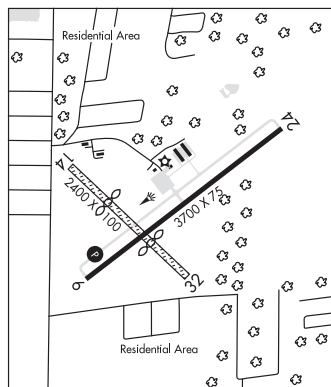 Residential Area
24
14
2400 X 100
3700 X 75
P
6
32
Residential Area